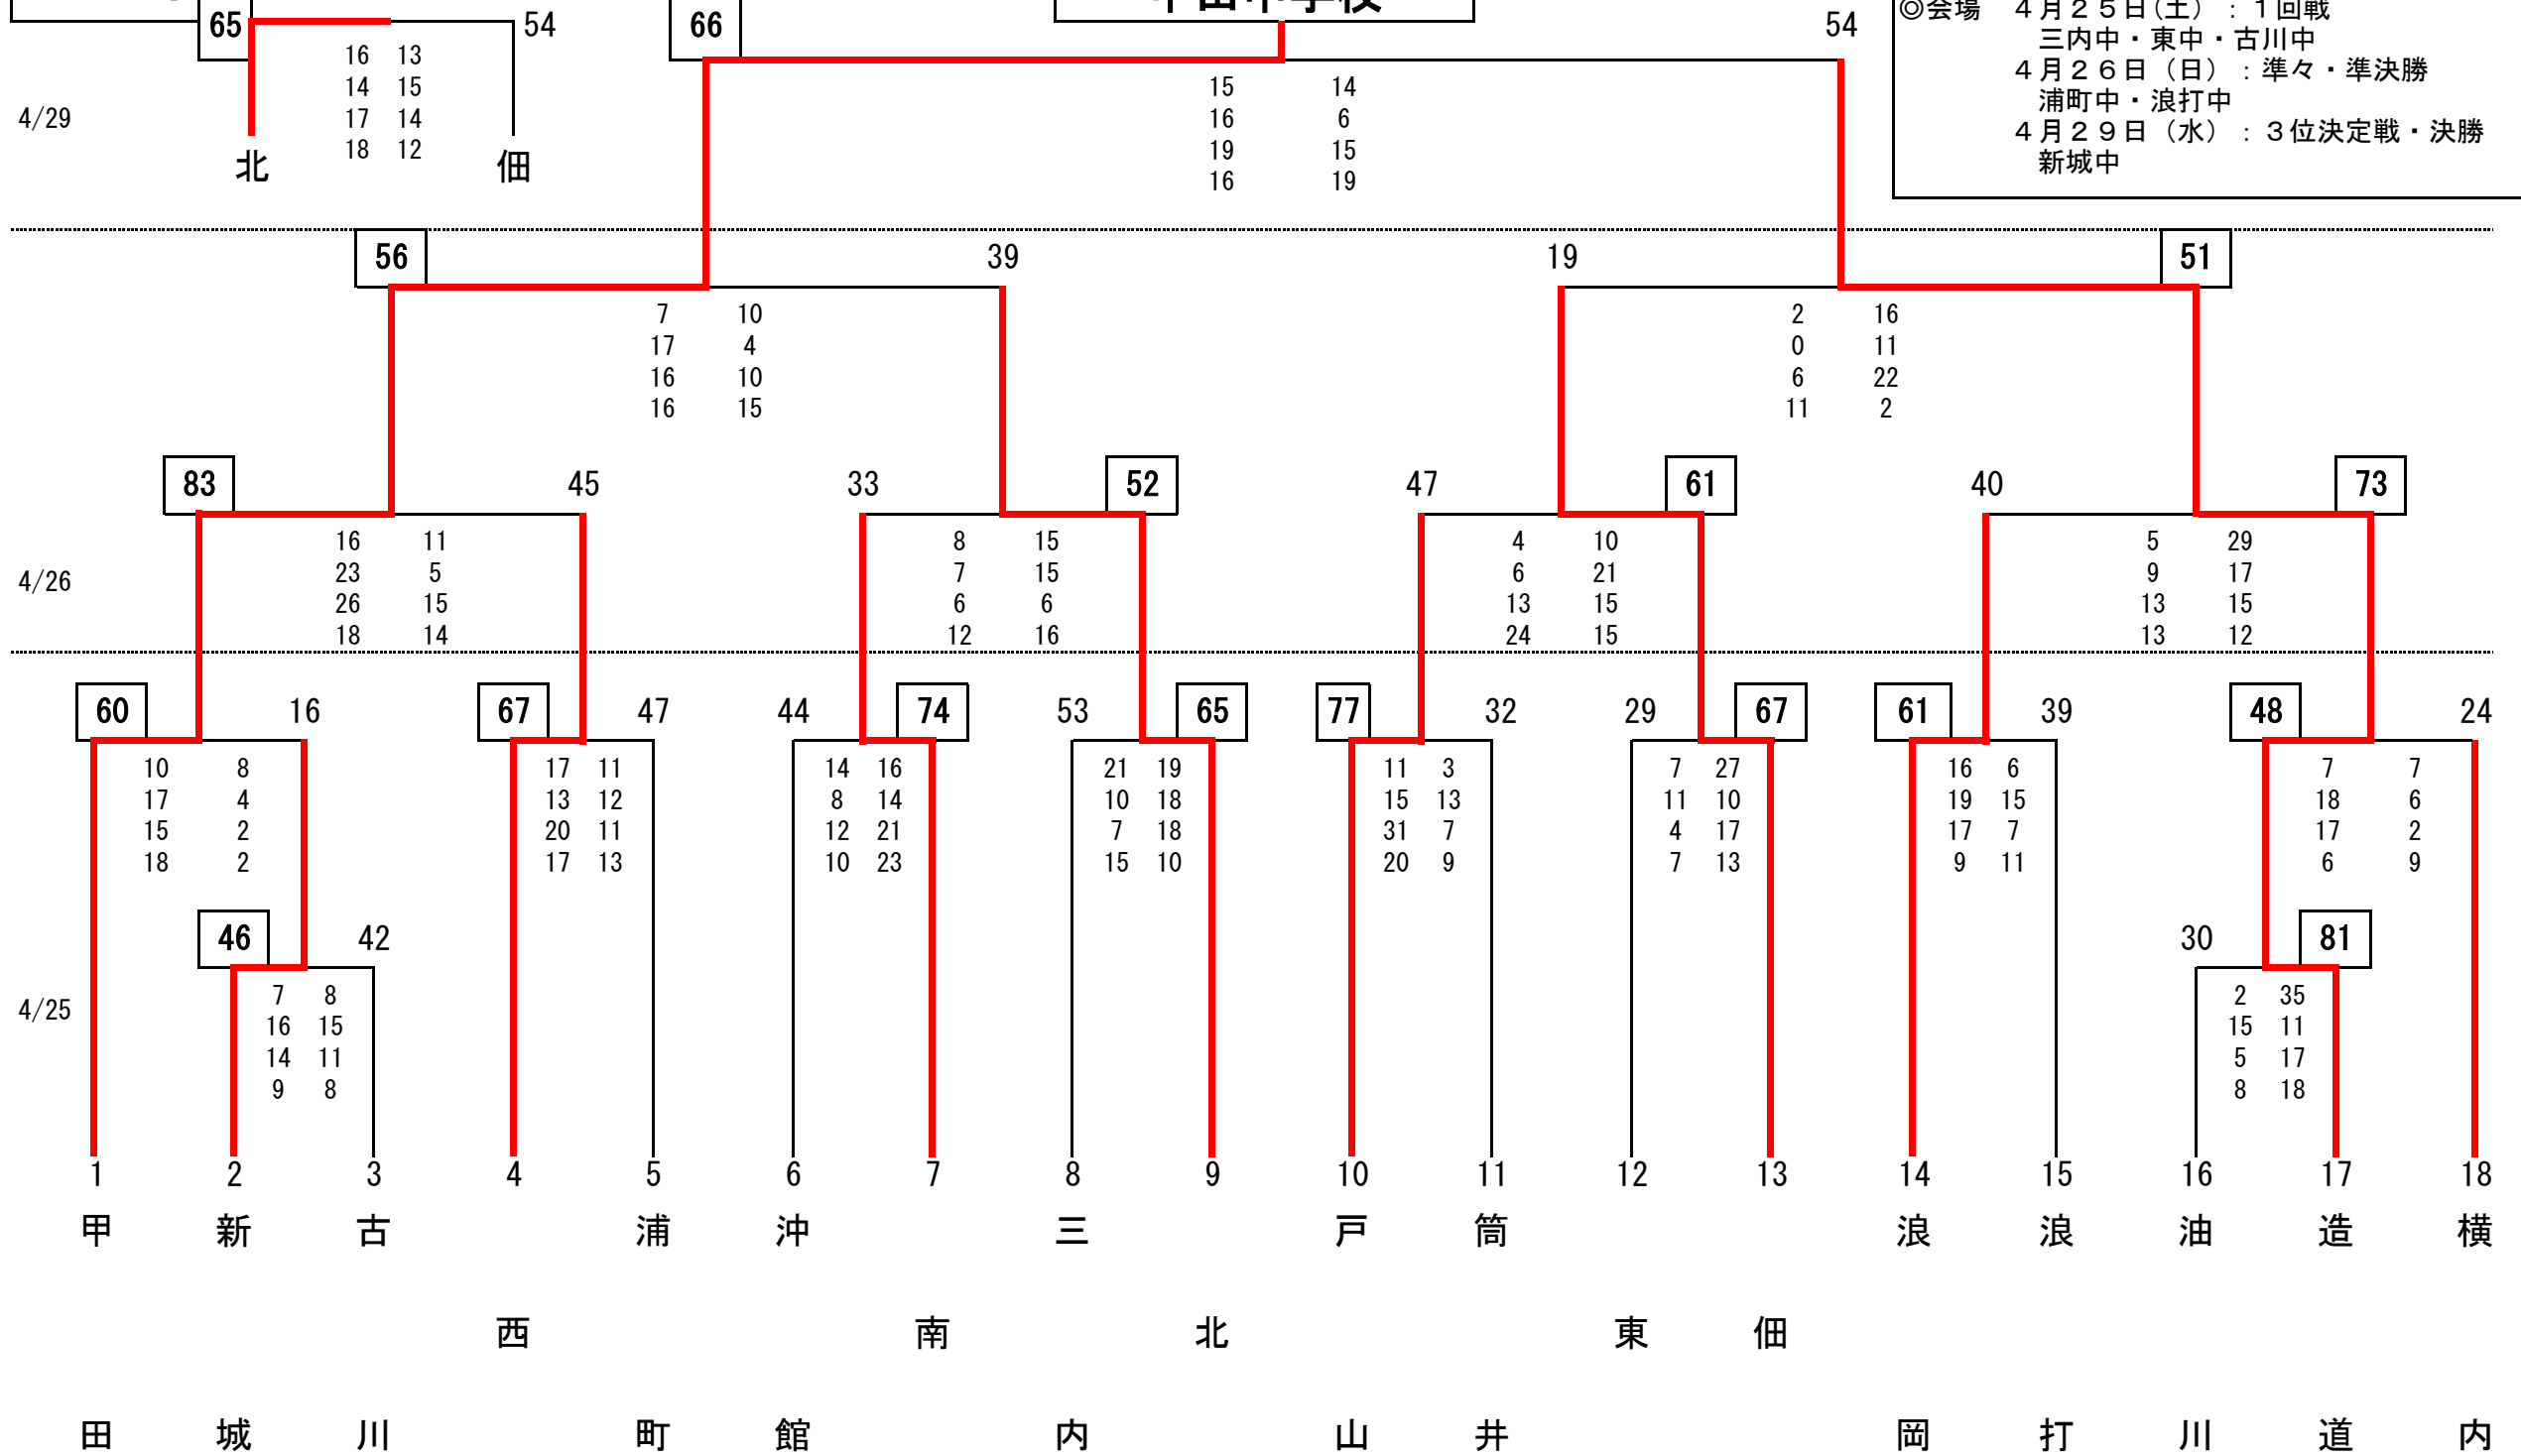 65
54
66
54
◎会場　４月２５日(土)：１回戦
三内中・東中・古川中
４月２６日（日）：準々・準決勝
浦町中・浪打中
４月２９日（水）：３位決定戦・決勝
新城中
4/29
16 13
14 15
17 14
18 12
北 佃
15 14
16 6
19 15
16 19
56 39 19 51
7 10
17 4
16 10
16 15
2 16
0 11
6 22
11 2
83 45 33 52 47 61 40 73
4/26
16 11
23 5
26 15
18 14
8 15
7 15
6 6
12 16
4 10
6 21
13 15
24 15
5 29
9 17
13 15
13 12
60 16 67 47 44 74 53 65 77 32 29 67 61 39 48 24
10 8
17 4
15 2
18 2
17 11
13 12
20 11
17 13
14 16
8 14
12 21
10 23
21 19
10 18
7 18
15 10
11 3
15 13
31 7
20 9
7 27
11 10
4 17
7 13
16 6
19 15
17 7
9 11
7 7
18 6
17 2
6 9
46 42 30 81
4/25
7 8
16 15
14 11
9 8
2 35
15 11
5 17
8 18
1 2 3 4 5 6 7 8 9 10 11 12 13 14 15 16 17 18
甲田
新城
古川
西
浦町
沖館
南
三内
北
戸山
筒井
東
佃
浪岡
浪打
油川
造道
横内